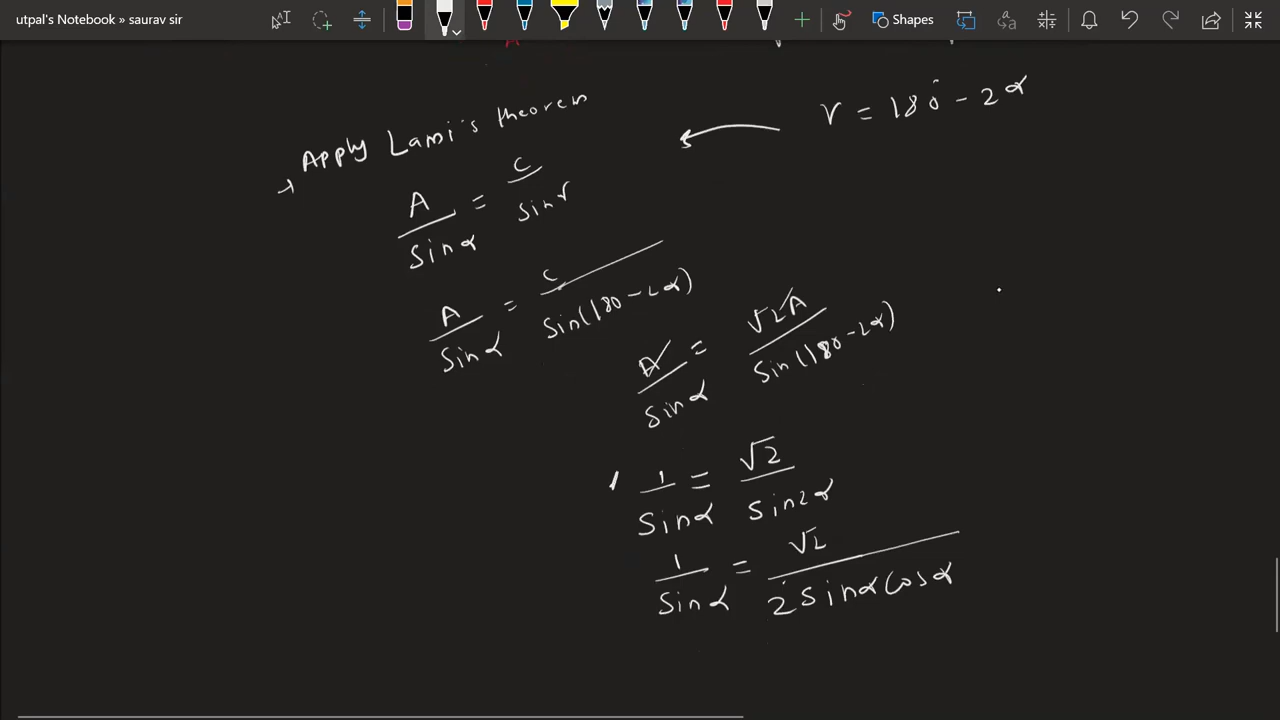 utpal's Notebook » saurav sir
Shapes
γ = 180° - 2α
→ Apply Lami's theorem
A/Sinα = C/sinγ
A/Sinα = C/Sin(180-2α)
A/Sinα = √2A/Sin(180-2α)
1/Sinα = √2/Sin2α
1/Sinα = √2/2SinαCosα